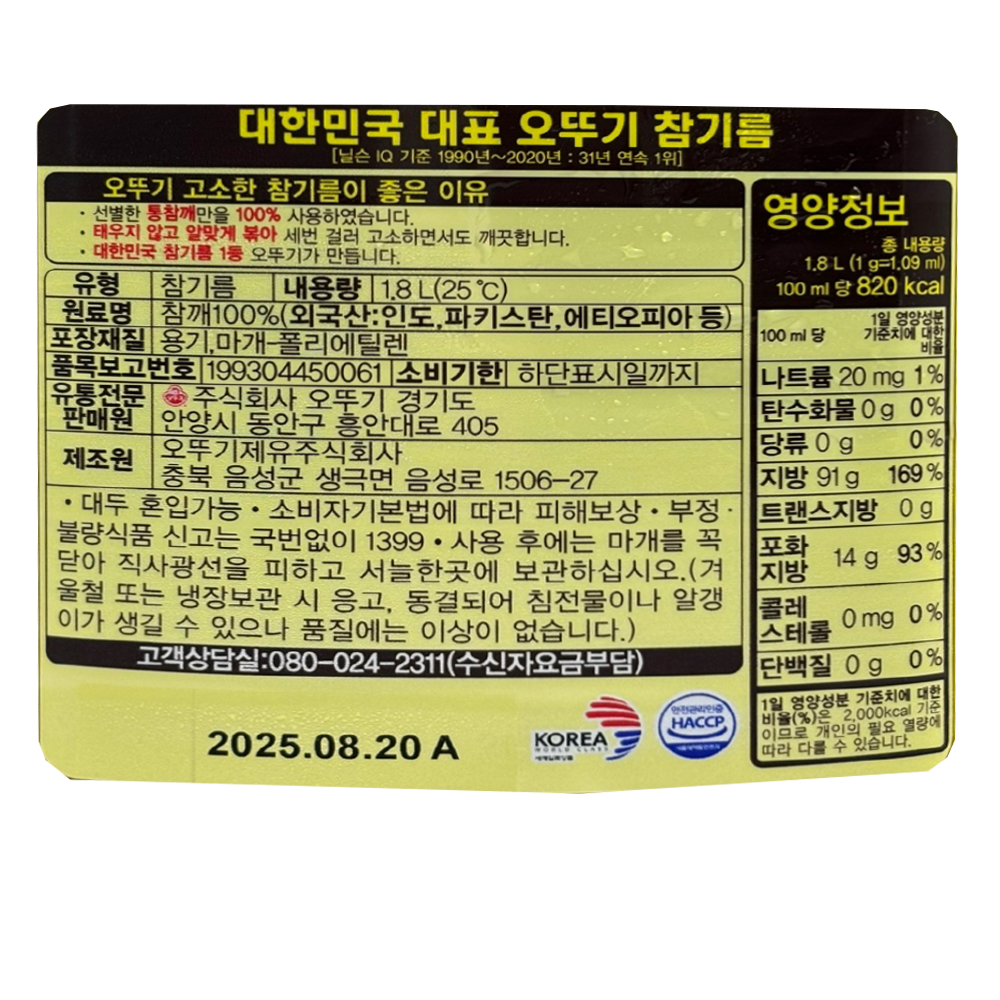 대한민국 대표 오뚜기 참기름
[닐슨 IQ 기준 1990년~2020년 : 31년 연속 1위]
오뚜기 고소한 참기름이 좋은 이유
· 선별한 통참깨만을 100% 사용하였습니다.
· 태우지 않고 알맞게 볶아 세번 걸러 고소하면서도 깨끗합니다.
· 대한민국 참기름 1등 오뚜기가 만듭니다.
유형 참기름 내용량 1.8 L(25℃)
원료명 참깨100%(외국산:인도,파키스탄,에티오피아 등)
포장재질 용기,마개-폴리에틸렌
품목보고번호 199304450061 소비기한 하단표시일까지
유통전문판매원 주식회사 오뚜기 경기도
안양시 동안구 흥안대로 405
제조원 오뚜기제유주식회사
충북 음성군 생극면 음성로 1506-27
· 대두 혼입가능 · 소비자기본법에 따라 피해보상 · 부정 ·
불량식품 신고는 국번없이 1399 · 사용 후에는 마개를 꼭
닫아 직사광선을 피하고 서늘한곳에 보관하십시오.(겨
울철 또는 냉장보관 시 응고, 동결되어 침전물이나 알갱
이가 생길 수 있으나 품질에는 이상이 없습니다.)
고객상담실:080-024-2311(수신자요금부담)
2025.08.20 A
KOREA
WORLD CLASS
세계일류상품
안전관리인증
HACCP
식품의약품안전처
영양정보
총 내용량
1.8 L (1 g=1.09 ml)
100 ml 당 820 kcal
100 ml 당 1일 영양성분
기준치에 대한
비율
나트륨 20 mg 1%
탄수화물 0 g 0%
당류 0 g 0%
지방 91 g 169%
트랜스지방 0 g
포화
지방 14 g 93%
콜레
스테롤 0 mg 0%
단백질 0 g 0%
1일 영양성분 기준치에 대한
비율(%)은 2,000kcal 기준
이므로 개인의 필요 열량에
따라 다를 수 있습니다.